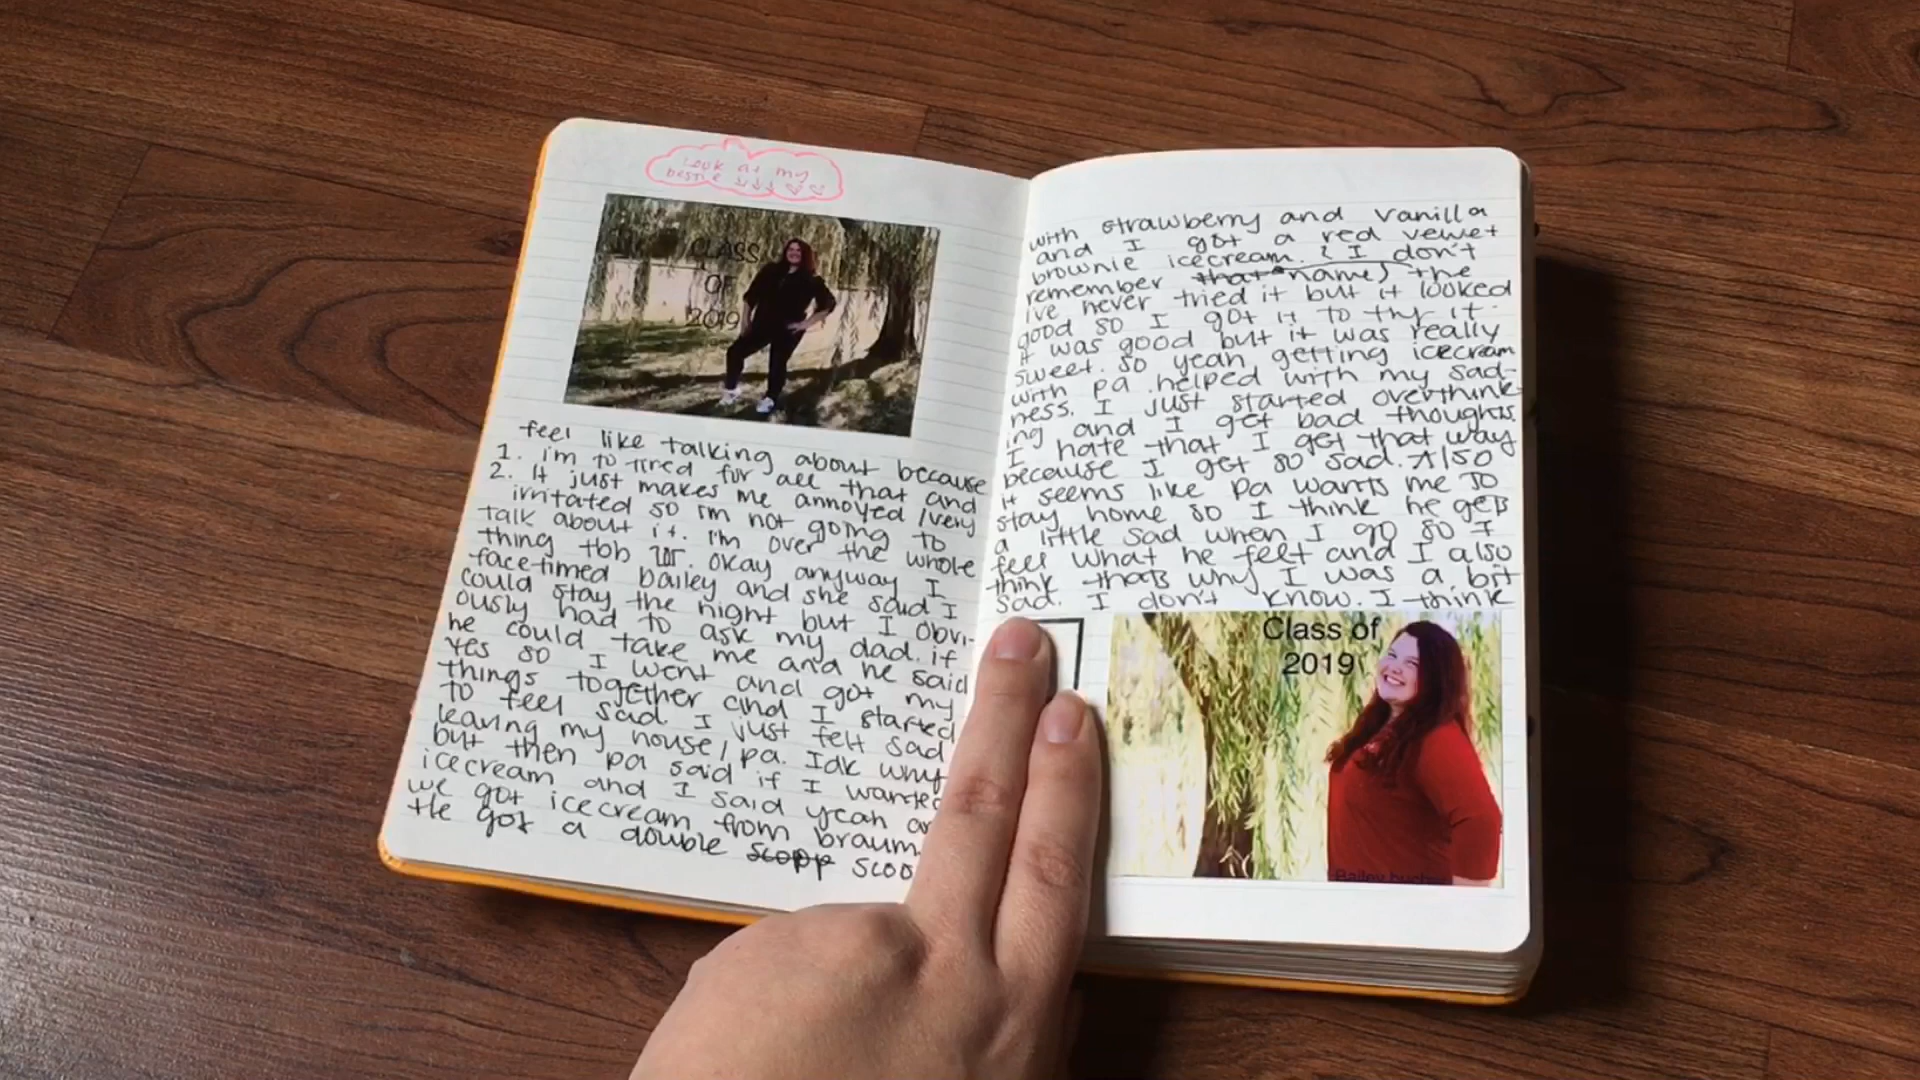 Look at my
bestie ↓↓↓ ♡ ♡
CLASS
OF
2019
feel like talking about because
1. i'm to tired for all that and
2. It just makes me annoyed / very
irritated so i'm not going to
talk about it. i'm over the whole
thing tbh lol. okay anyway I
facetimed bailey and she said I
could stay the night but I obvi-
ously had to ask my dad. if
he could take me and he said
yes so I went and got my
things together and I started
to feel sad. I just felt sad
leaving my house / pa. Idk why
but then pa said if I wanted
icecream and I said yeah
we got icecream from braum
He got a double scopp scoo
with strawberry and vanilla
and I got a red velvet
brownie icecream. (I don't
remember that name) the
ive never tried it but it looked
good so I got it to thy it.
it was good but it was really
sweet. so yeah getting icecream
with pa helped with my sad-
ness. I just started overthink-
ing and I get bad thoughts.
I hate that I get that way
because I get so sad. Also
it seems like pa wants me to
stay home so I think he gets
a little sad when I go so I
feel what he felt and I also
think thats why I was a bit
sad. I don't know. I think
Class of
2019
Bailey